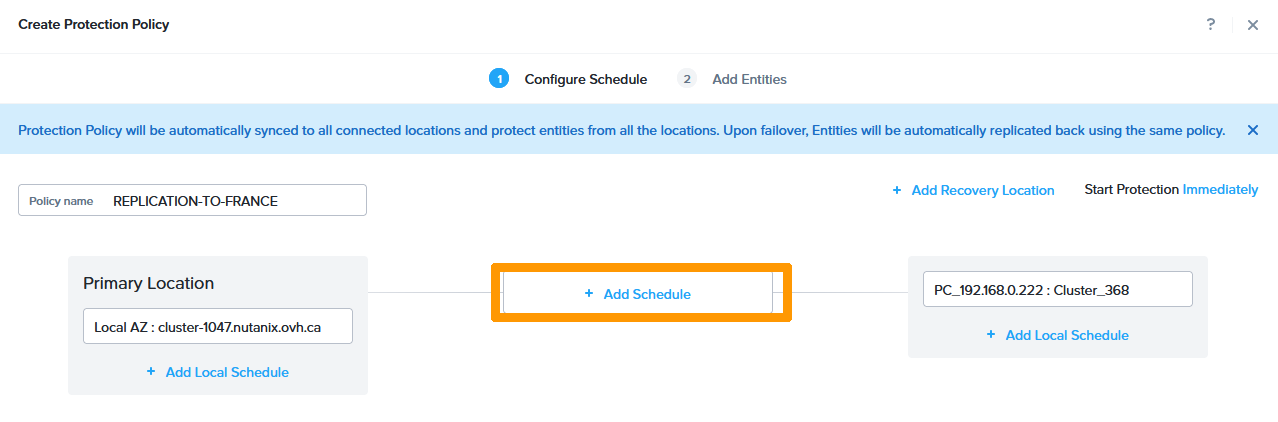 Create Protection Policy
?
1 Configure Schedule 2 Add Entities
Protection Policy will be automatically synced to all connected locations and protect entities from all the locations. Upon failover, Entities will be automatically replicated back using the same policy.
Policy name REPLICATION-TO-FRANCE
+ Add Recovery Location Start Protection Immediately
Primary Location
Local AZ : cluster-1047.nutanix.ovh.ca
+ Add Local Schedule
+ Add Schedule
PC_192.168.0.222 : Cluster_368
+ Add Local Schedule